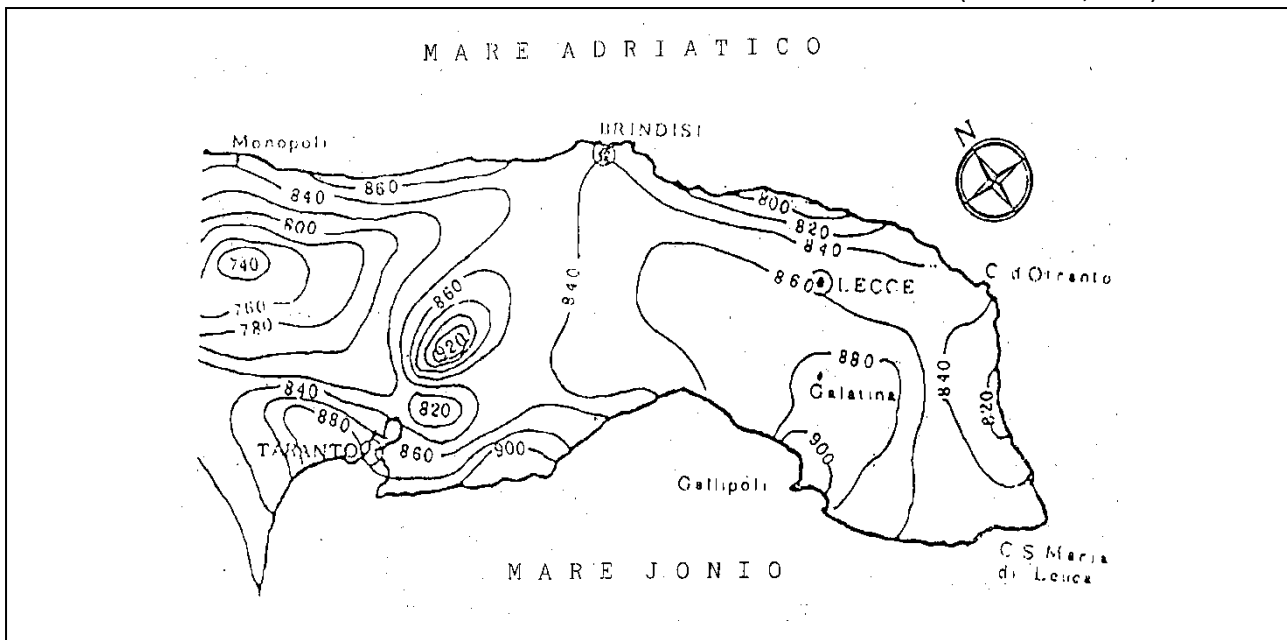 MARE ADRIATICO
N
Monopoli
BRINDISI
860
840
800
800
820
840
740
860
840
860
LECCE
C. d'Otranto
760
780
920
880
840
820
Galatina
840
820
880
TARANTO
860
900
900
Gallipoli
MARE JONIO
C. S. Maria
di Leuca